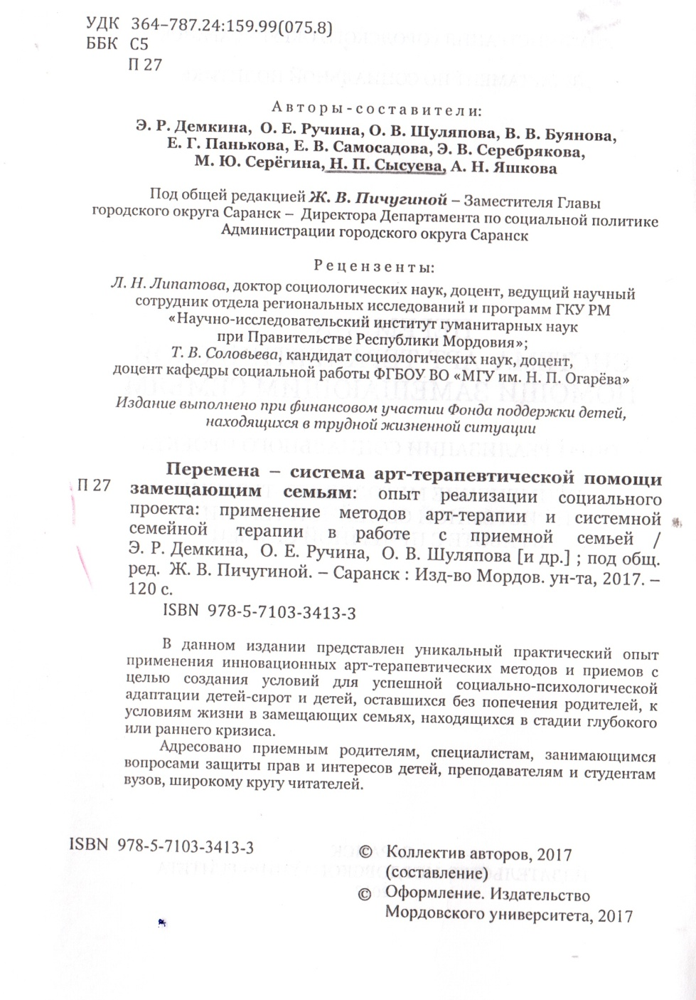 УДК 364–787.24:159.99(075.8)
ББК С5
П 27
Авторы-составители:
Э. Р. Демкина, О. Е. Ручина, О. В. Шуляпова, В. В. Буянова,
Е. Г. Панькова, Е. В. Самосадова, Э. В. Серебрякова,
М. Ю. Серёгина, Н. П. Сысуева, А. Н. Яшкова
Под общей редакцией Ж. В. Пичугиной – Заместителя Главы
городского округа Саранск – Директора Департамента по социальной политике
Администрации городского округа Саранск
Рецензенты:
Л. Н. Липатова, доктор социологических наук, доцент, ведущий научный
сотрудник отдела региональных исследований и программ ГКУ РМ
«Научно-исследовательский институт гуманитарных наук
при Правительстве Республики Мордовия»;
Т. В. Соловьева, кандидат социологических наук, доцент,
доцент кафедры социальной работы ФГБОУ ВО «МГУ им. Н. П. Огарёва»
Издание выполнено при финансовом участии Фонда поддержки детей,
находящихся в трудной жизненной ситуации
Перемена – система арт-терапевтической помощи
П 27 замещающим семьям: опыт реализации социального
проекта: применение методов арт-терапии и системной
семейной терапии в работе с приемной семьей /
Э. Р. Демкина, О. Е. Ручина, О. В. Шуляпова [и др.] ; под общ.
ред. Ж. В. Пичугиной. – Саранск : Изд-во Мордов. ун-та, 2017. –
120 с.
ISBN 978-5-7103-3413-3
В данном издании представлен уникальный практический опыт
применения инновационных арт-терапевтических методов и приемов с
целью создания условий для успешной социально-психологической
адаптации детей-сирот и детей, оставшихся без попечения родителей, к
условиям жизни в замещающих семьях, находящихся в стадии глубокого
или раннего кризиса.
Адресовано приемным родителям, специалистам, занимающимся
вопросами защиты прав и интересов детей, преподавателям и студентам
вузов, широкому кругу читателей.
ISBN 978-5-7103-3413-3
© Коллектив авторов, 2017
(составление)
© Оформление. Издательство
Мордовского университета, 2017